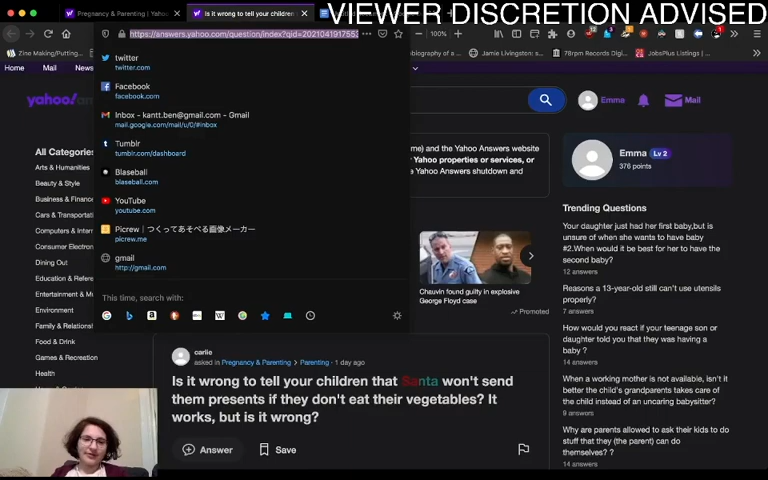 VIEWER DISCRETION ADVISED
Pregnancy & Parenting | Yahoo
Is it wrong to tell your children
https://answers.yahoo.com/question/index?qid=20210419175532
100%
Zine Making/Putting...
biography of a...
Jamie Livingston. s...
78rpm Records Digi...
JobsPlus Listings |...
Home
Mail
News
yahoo!
Emma
Mail
twitter
twitter.com
Facebook
facebook.com
Inbox - kantt.ben@gmail.com - Gmail
mail.google.com/mail/u/0/#inbox
Tumblr
tumblr.com/dashboard
Blaseball
blaseball.com
YouTube
youtube.com
Picrew｜つくってあそべる画像メーカー
picrew.me
gmail
http://gmail.com
This time, search with:
All Categories
Arts & Humanities
Beauty & Style
Business & Finance
Cars & Transportat
Computers & Intern
Consumer Electron
Dining Out
Education & Refere
Entertainment & M
Environment
Family & Relations
Food & Drink
Games & Recreation
Health
me) and the Yahoo Answers website
Yahoo properties or services, or
e Yahoo Answers shutdown and
Chauvin found guilty in explosive
George Floyd case
Promoted
Emma Lv 2
376 points
Trending Questions
Your daughter just had her first baby,but is
unsure of when she wants to have baby
#2.When would it be best for her to have the
second baby?
12 answers
Reasons a 13-year-old still can't use utensils
properly?
7 answers
How would you react if your teenage son or
daughter told you that they was having a
baby ?
14 answers
When a working mother is not available, isn't it
better the child's grandparents takes care of
the child instead of an uncaring babysitter?
9 answers
Why are parents allowed to ask their kids to do
stuff that they (the parent) can do
themselves? ?
14 answers
carlie
asked in Pregnancy & Parenting > Parenting · 1 day ago
Is it wrong to tell your children that Santa won't send
them presents if they don't eat their vegetables? It
works, but is it wrong?
Answer
Save